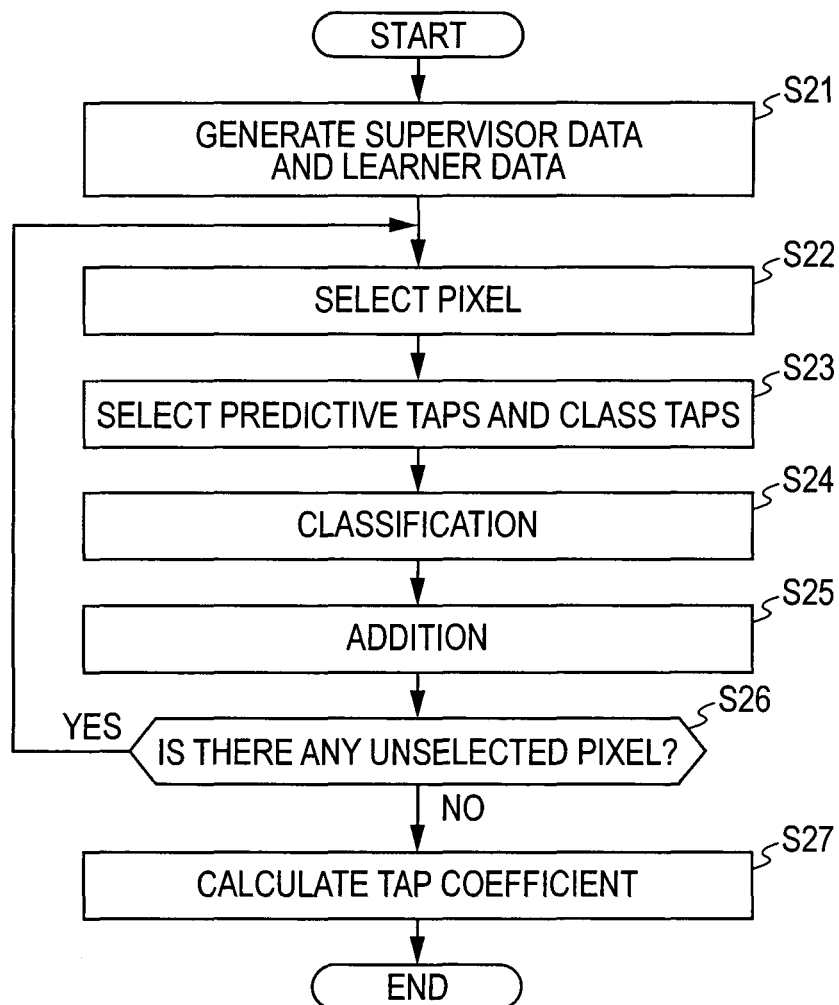 START
S21
GENERATE SUPERVISOR DATA
AND LEARNER DATA
S22
SELECT PIXEL
S23
SELECT PREDICTIVE TAPS AND CLASS TAPS
S24
CLASSIFICATION
S25
ADDITION
S26
YES
IS THERE ANY UNSELECTED PIXEL?
NO
S27
CALCULATE TAP COEFFICIENT
END